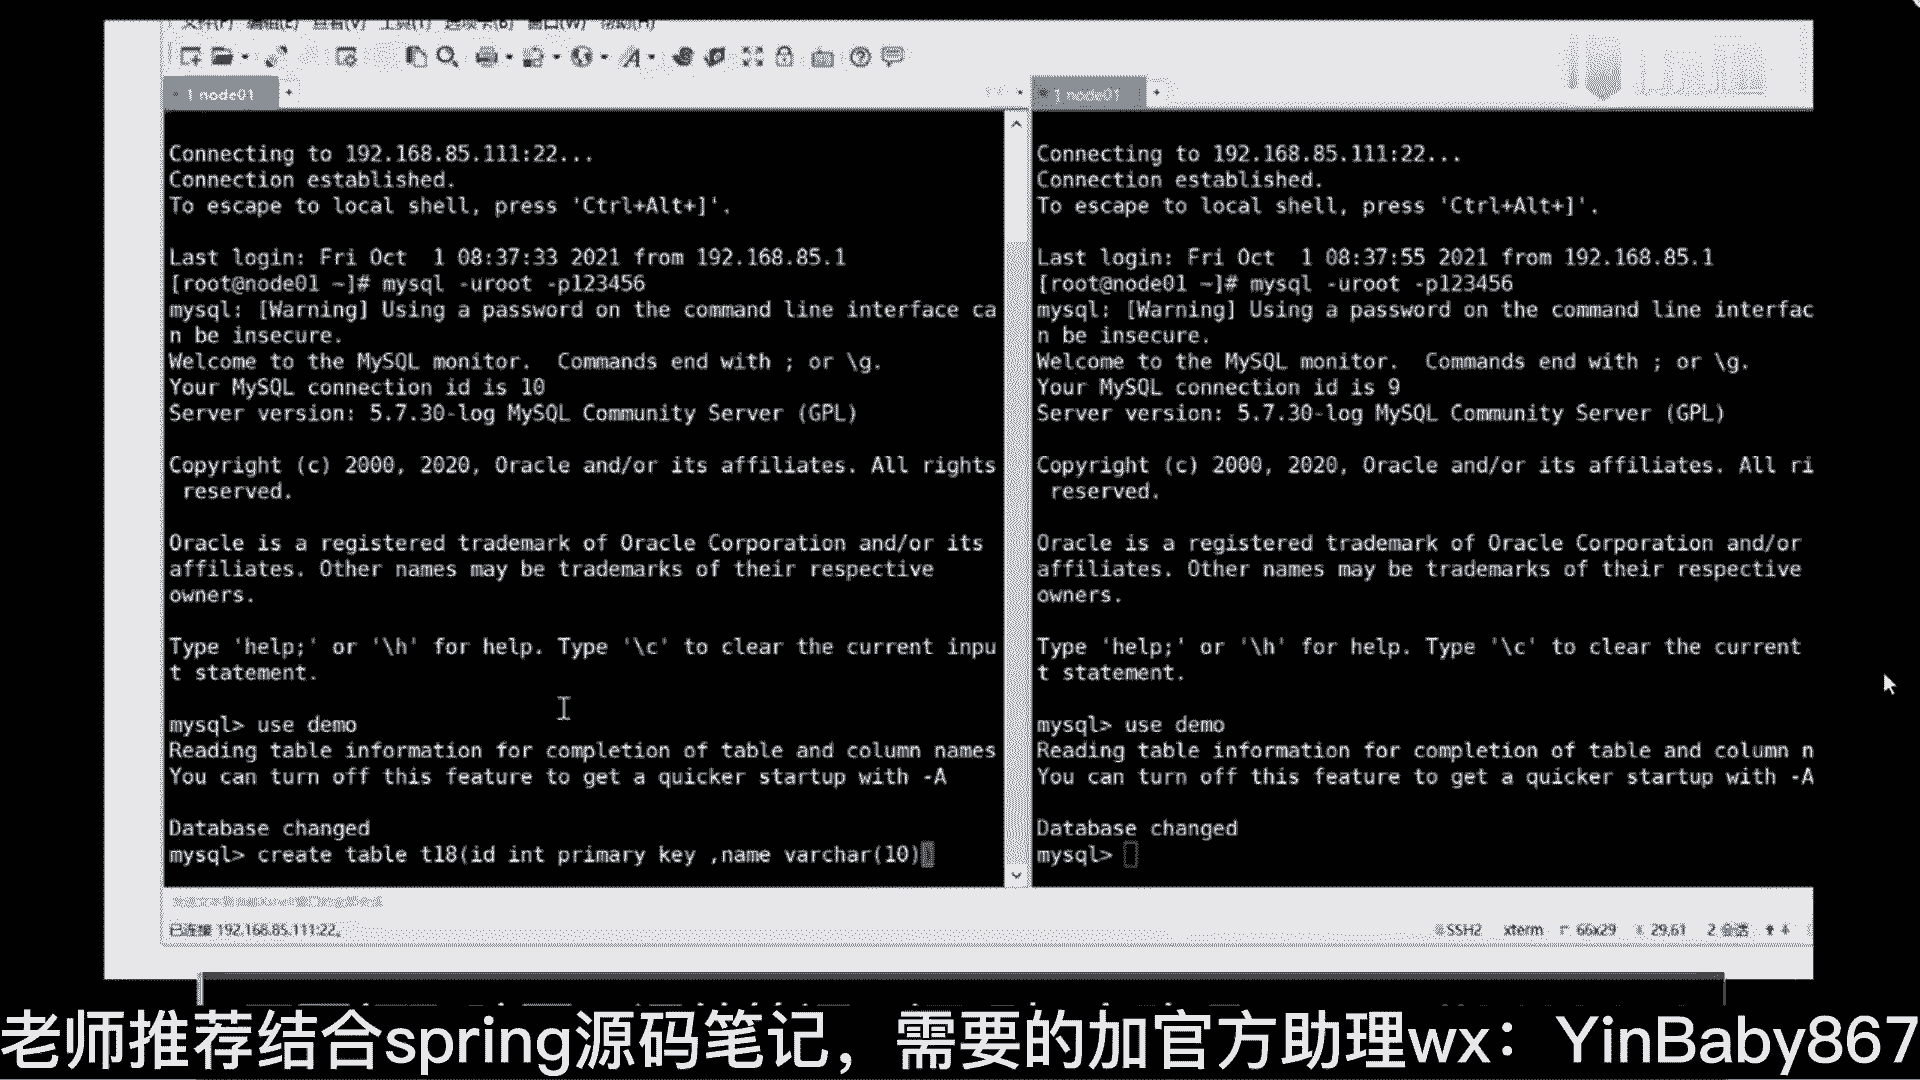 文件(F) 编辑(E) 查看(V) 工具(T) 选项卡(B) 窗口(W) 帮助(H)
1 node01
Connecting to 192.168.85.111:22...
Connection established.
To escape to local shell, press 'Ctrl+Alt+]'.
Last login: Fri Oct  1 08:37:33 2021 from 192.168.85.1
[root@node01 ~]# mysql -uroot -p123456
mysql: [Warning] Using a password on the command line interface ca
n be insecure.
Welcome to the MySQL monitor.  Commands end with ; or \g.
Your MySQL connection id is 10
Server version: 5.7.30-log MySQL Community Server (GPL)
Copyright (c) 2000, 2020, Oracle and/or its affiliates. All rights
 reserved.
Oracle is a registered trademark of Oracle Corporation and/or its
affiliates. Other names may be trademarks of their respective
owners.
Type 'help;' or '\h' for help. Type '\c' to clear the current inpu
t statement.
mysql> use demo
Reading table information for completion of table and column names
You can turn off this feature to get a quicker startup with -A
Database changed
mysql> create table t18(id int primary key ,name varchar(10)
1 node01
Connecting to 192.168.85.111:22...
Connection established.
To escape to local shell, press 'Ctrl+Alt+]'.
Last login: Fri Oct  1 08:37:55 2021 from 192.168.85.1
[root@node01 ~]# mysql -uroot -p123456
mysql: [Warning] Using a password on the command line interfac
n be insecure.
Welcome to the MySQL monitor.  Commands end with ; or \g.
Your MySQL connection id is 9
Server version: 5.7.30-log MySQL Community Server (GPL)
Copyright (c) 2000, 2020, Oracle and/or its affiliates. All ri
 reserved.
Oracle is a registered trademark of Oracle Corporation and/or
affiliates. Other names may be trademarks of their respective
owners.
Type 'help;' or '\h' for help. Type '\c' to clear the current
t statement.
mysql> use demo
Reading table information for completion of table and column n
You can turn off this feature to get a quicker startup with -A
Database changed
mysql>
已连接 192.168.85.111:22。
SSH2 xterm 66x29 29,61 2 会话
老师推荐结合spring源码笔记，需要的加官方助理wx：YinBaby867